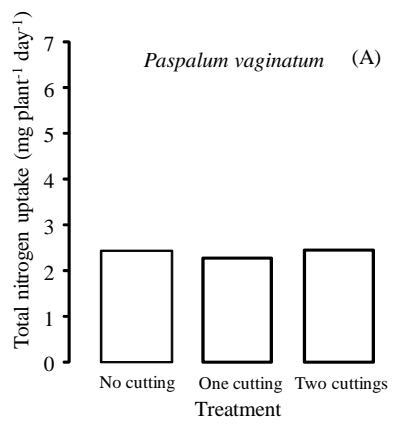 Paspalum vaginatum (A)
Total nitrogen uptake (mg plant⁻¹ day⁻¹)
7
6
5
4
3
2
1
0
No cutting One cutting Two cuttings
Treatment